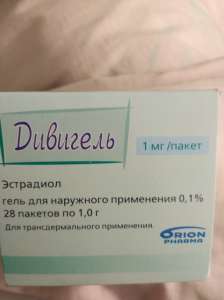 Дивигель
1 мг/пакет
Эстрадиол
гель для наружного применения 0,1%
28 пакетов по 1,0 г
Для трансдермального применения.
ORION
PHARMA